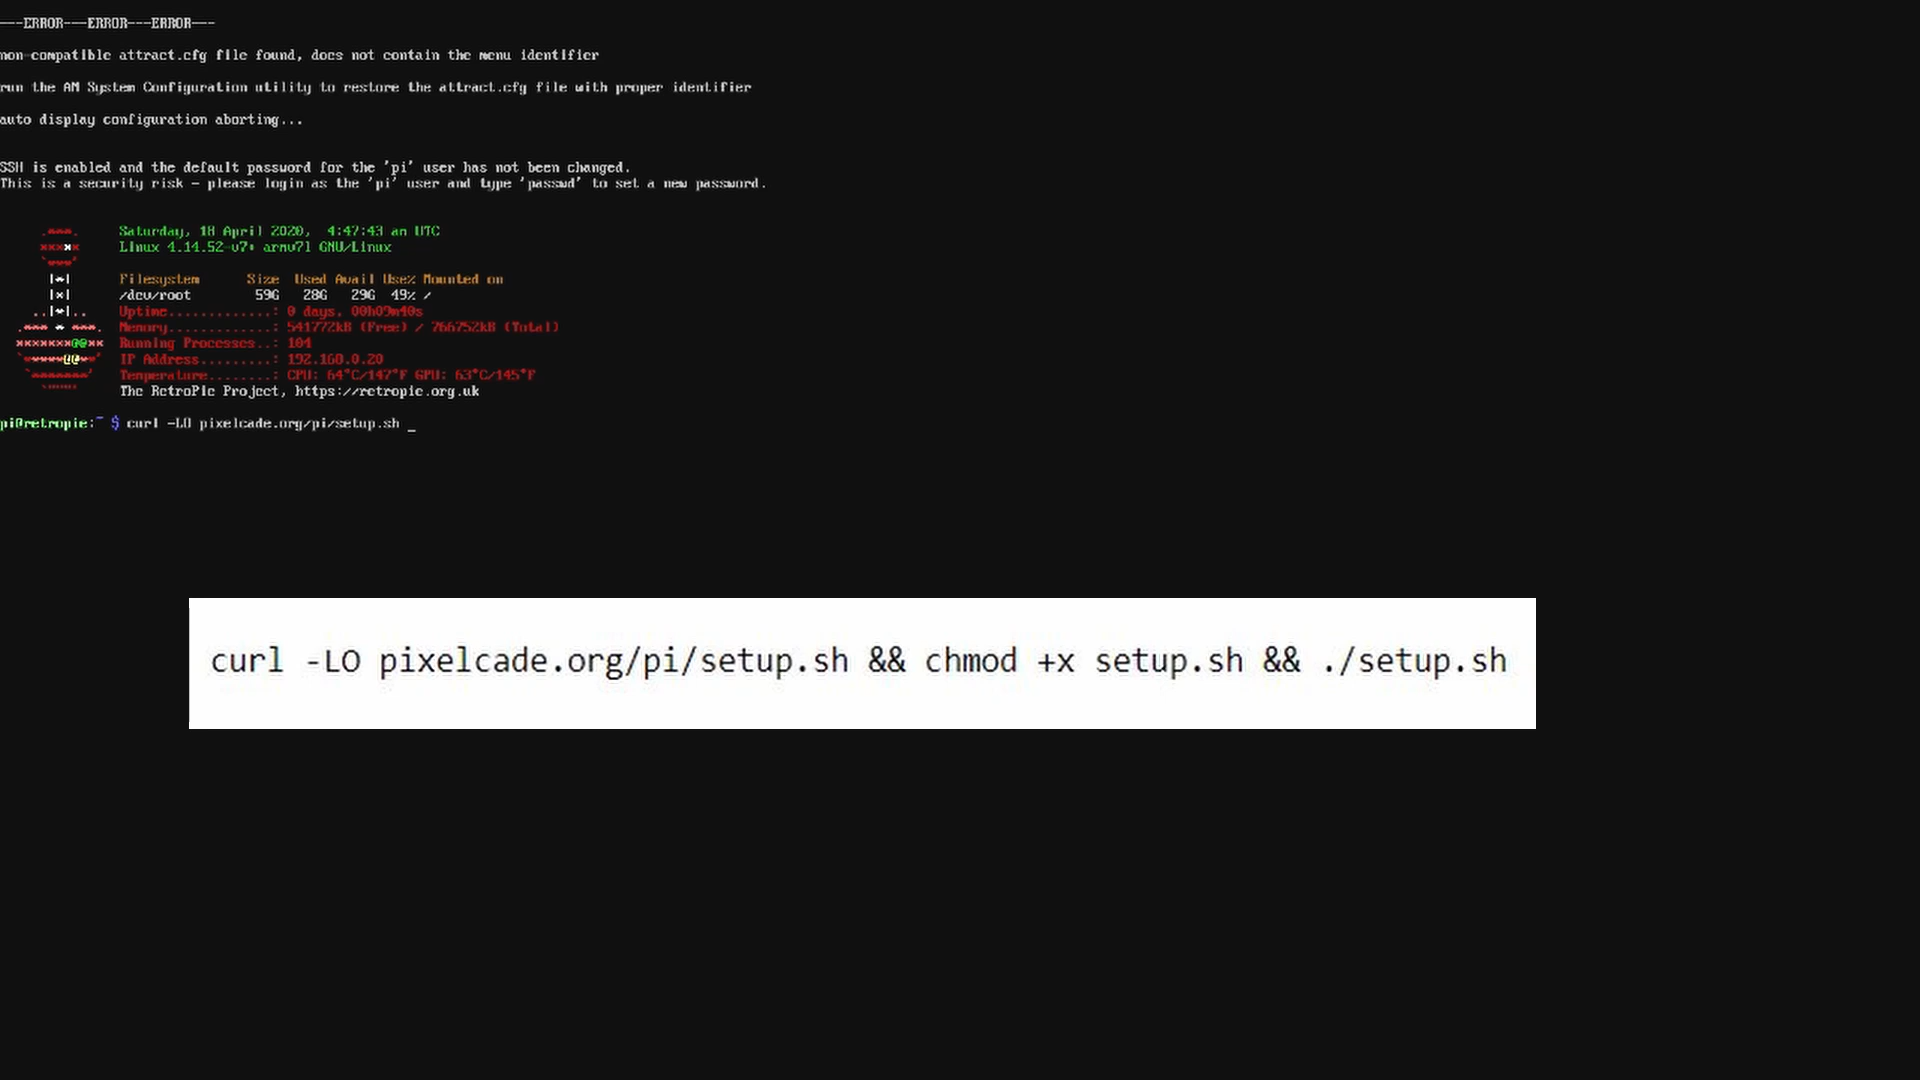 ---ERROR---ERROR---ERROR---
non-compatible attract.cfg file found, does not contain the menu identifier
run the AM System Configuration utility to restore the attract.cfg file with proper identifier
auto display configuration aborting...
SSH is enabled and the default password for the 'pi' user has not been changed.
This is a security risk - please login as the 'pi' user and type 'passwd' to set a new password.
Saturday, 18 April 2020, 4:47:43 am UTC
Linux 4.14.52-v7+ armv7l GNU/Linux
Filesystem Size Used Avail Use% Mounted on
/dev/root 59G 28G 29G 49% /
Uptime.............: 0 days, 00h09m40s
Memory.............: 541772kB (Free) / 766752kB (Total)
Running Processes..: 104
IP Address.........: 192.168.0.20
Temperature........: CPU: 64°C/147°F GPU: 63°C/145°F
The RetroPie Project, https://retropie.org.uk
pi@retropie:~ $ curl -LO pixelcade.org/pi/setup.sh _
curl -LO pixelcade.org/pi/setup.sh && chmod +x setup.sh && ./setup.sh